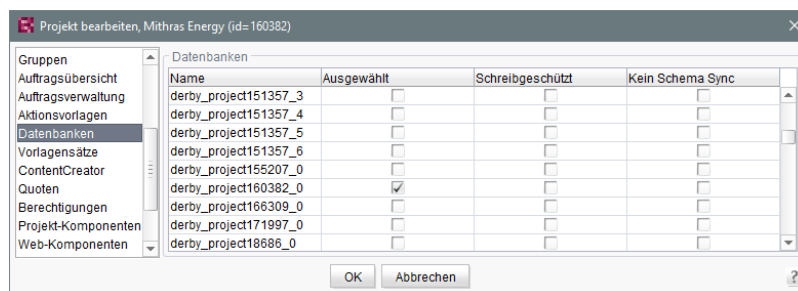 Projekt bearbeiten, Mithras Energy (id=160382)
Gruppen
Auftragsübersicht
Auftragsverwaltung
Aktionsvorlagen
Datenbanken
Vorlagensätze
ContentCreator
Quoten
Berechtigungen
Projekt-Komponenten
Web-Komponenten
Datenbanken
Name Ausgewählt Schreibgeschützt Kein Schema Sync
derby_project151357_3
derby_project151357_4
derby_project151357_5
derby_project151357_6
derby_project155207_0
derby_project160382_0
derby_project166309_0
derby_project171997_0
derby_project18686_0
OK Abbrechen ?